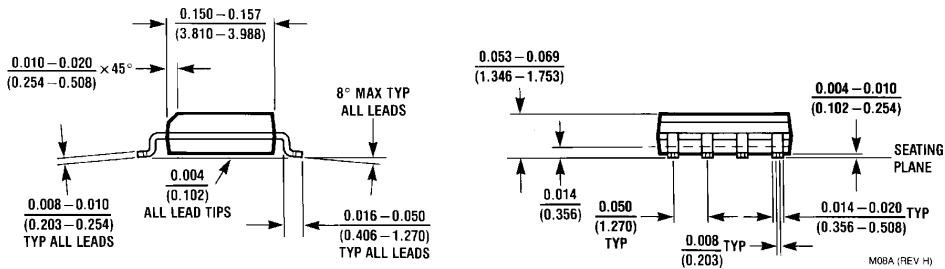 0.150–0.157
(3.810–3.988)
0.010–0.020 ×45°
(0.254–0.508)
8° MAX TYP
ALL LEADS
0.004
(0.102)
ALL LEAD TIPS
0.008–0.010
(0.203–0.254)
TYP ALL LEADS
0.016–0.050
(0.406–1.270)
TYP ALL LEADS
0.053–0.069
(1.346–1.753)
0.004–0.010
(0.102–0.254)
SEATING
PLANE
0.014
(0.356)
0.050
(1.270)
TYP
0.008 TYP
(0.203)
0.014–0.020 TYP
(0.356–0.508)
M08A (REV H)